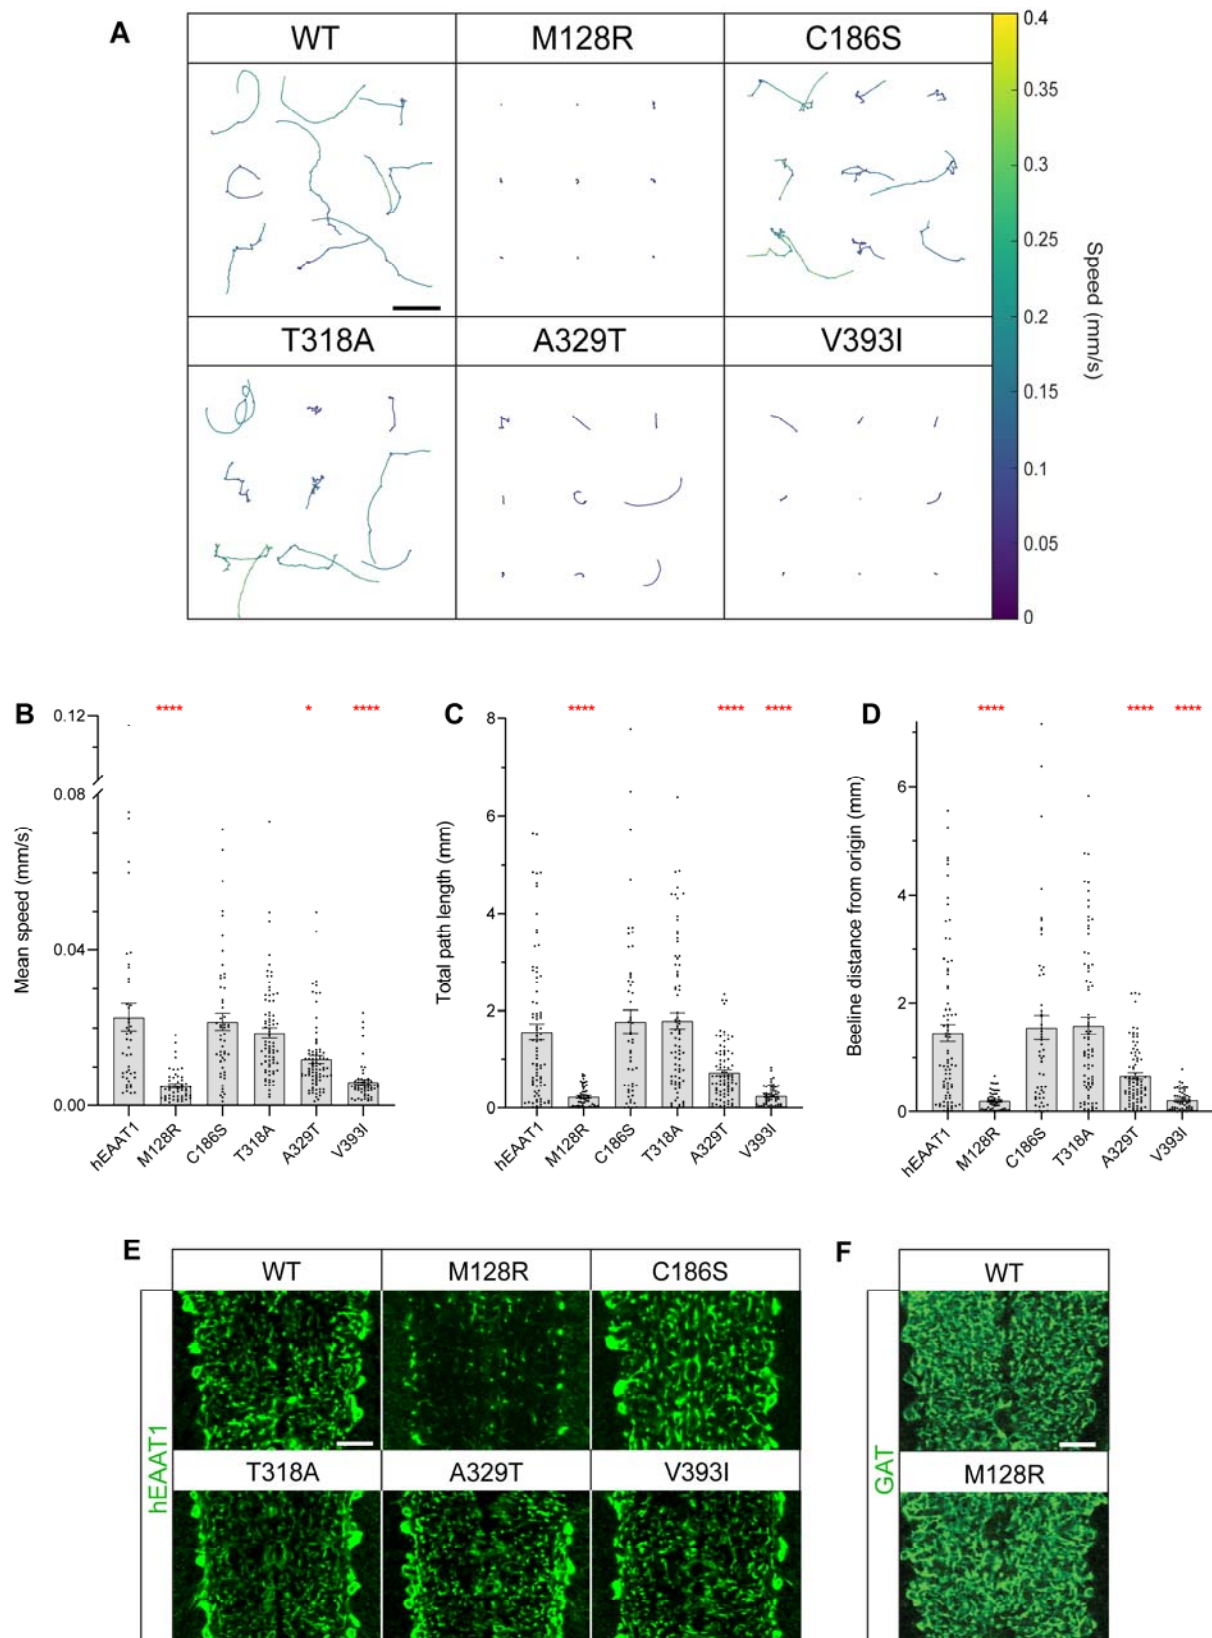 A
WT
M128R
C186S
T318A
A329T
V393I
0.4
0.35
0.3
0.25
0.2
0.15
0.1
0.05
0
Speed (mm/s)
B
****
*
****
0.12
0.08
0.04
0.00
Mean speed (mm/s)
hEAAT1
M128R
C186S
T318A
A329T
V393I
C
****
****
****
8
6
4
2
0
Total path length (mm)
hEAAT1
M128R
C186S
T318A
A329T
V393I
D
****
****
****
6
4
2
0
Beeline distance from origin (mm)
hEAAT1
M128R
C186S
T318A
A329T
V393I
E
WT
M128R
C186S
T318A
A329T
V393I
hEAAT1
F
WT
M128R
GAT